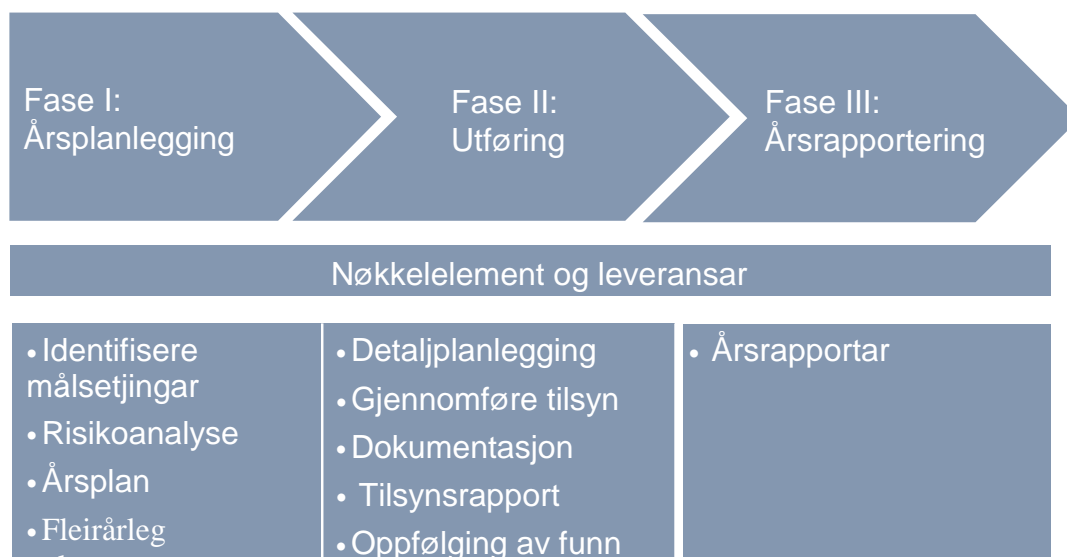 Fase I:
Årsplanlegging
Fase II:
Utføring
Fase III:
Årsrapportering
Nøkkelelement og leveransar
• Identifisere
målsetjingar
• Risikoanalyse
• Årsplan
• Fleirårleg
• Detaljplanlegging
• Gjennomføre tilsyn
• Dokumentasjon
• Tilsynsrapport
• Oppfølging av funn
• Årsrapportar